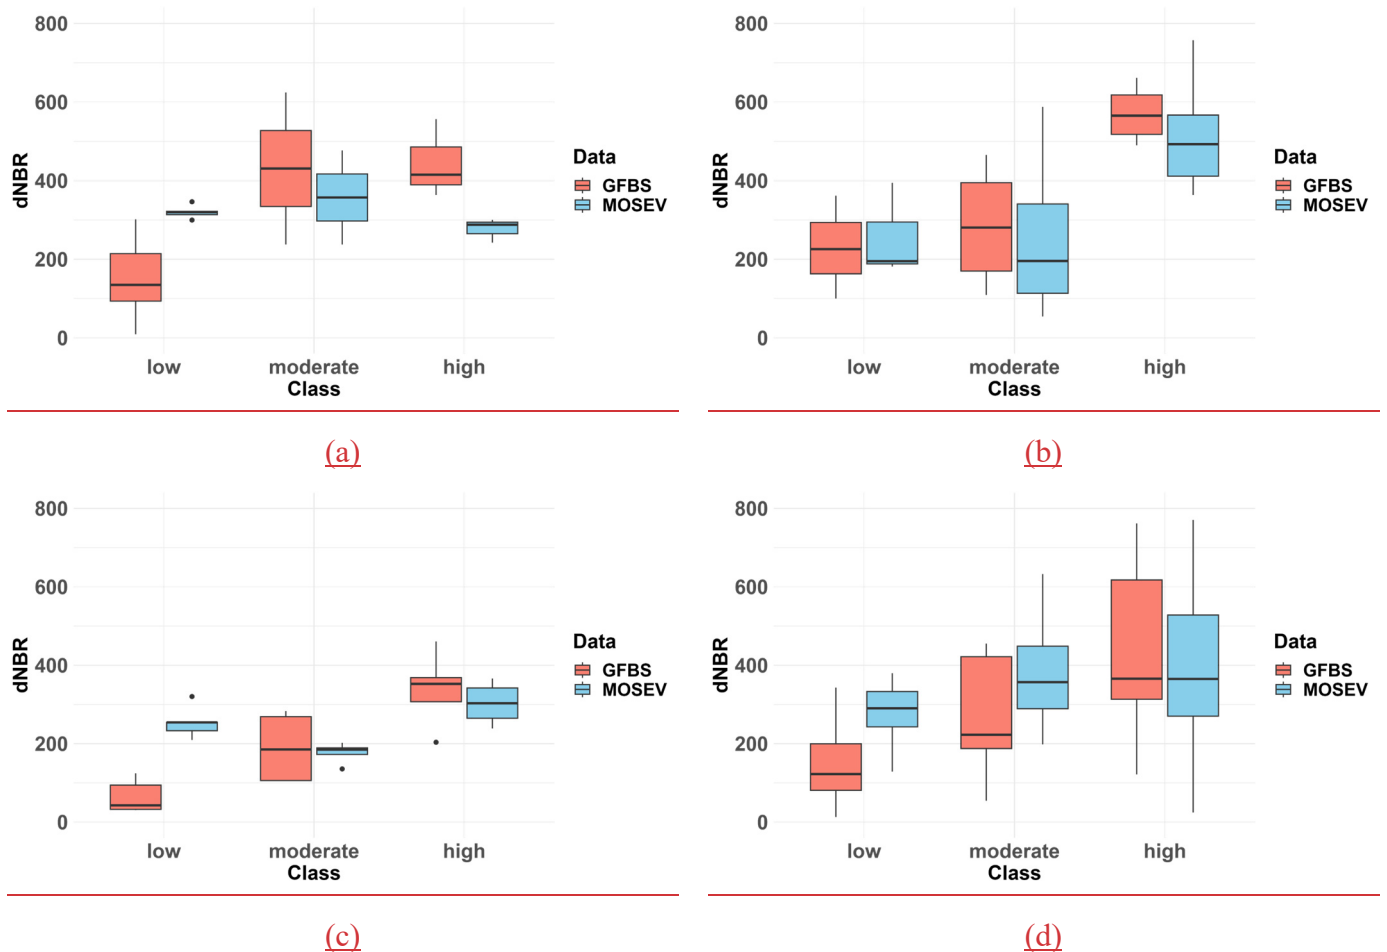 800
600
400
200
0
dNBR
low moderate high
Class
Data
GFBS
MOSEV
(a)
800
600
400
200
0
dNBR
low moderate high
Class
Data
GFBS
MOSEV
(b)
800
600
400
200
0
dNBR
low moderate high
Class
Data
GFBS
MOSEV
(c)
800
600
400
200
0
dNBR
low moderate high
Class
Data
GFBS
MOSEV
(d)